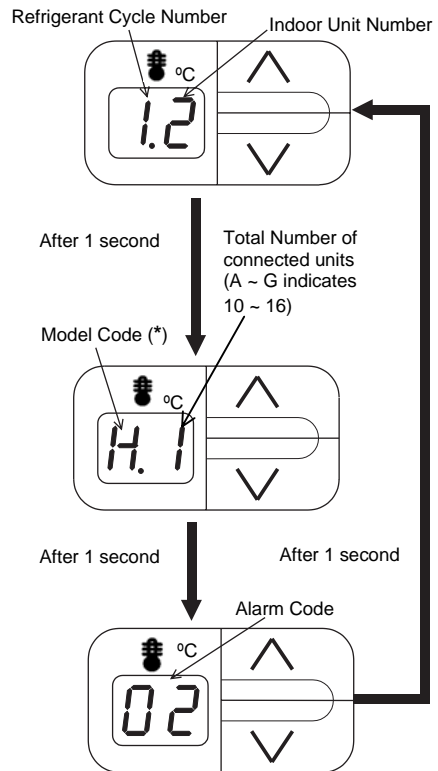 Refrigerant Cycle Number
Indoor Unit Number
ºC
1.2
After 1 second
Total Number of
connected units
(A ~ G indicates
10 ~ 16)
Model Code (*)
ºC
H. 1
After 1 second
After 1 second
Alarm Code
ºC
02